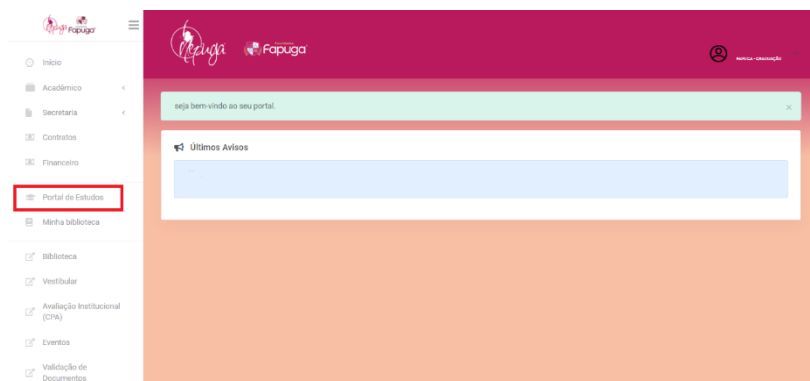 Fapuga
Início
Acadêmico
Secretaria
Contratos
Financeiro
Portal de Estudos
Minha biblioteca
Biblioteca
Vestibular
Avaliação Institucional
(CPA)
Eventos
Validação de
Documentos
Fapuga
seja bem-vindo ao seu portal.
×
Últimos Avisos